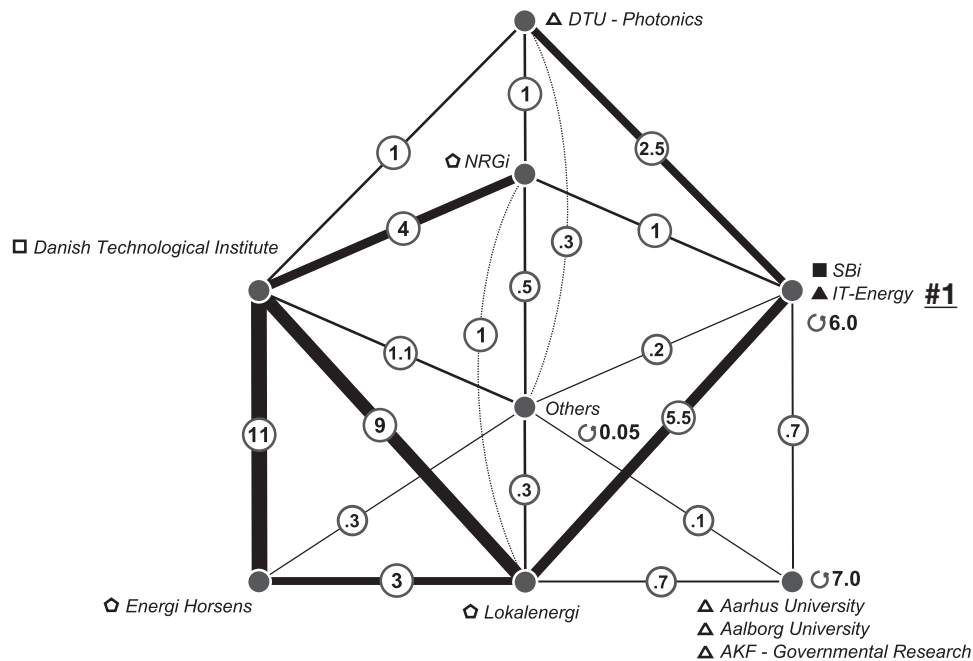 DTU - Photonics
1
1
2.5
NRGi
4
1
.3
Danish Technological Institute
SBi
IT-Energy #1
6.0
.5
1
1.1
.2
Others
0.05
11
9
5.5
.7
.3
.3
.1
3
.7
7.0
Energi Horsens
Lokalenergi
Aarhus University
Aalborg University
AKF - Governmental Research